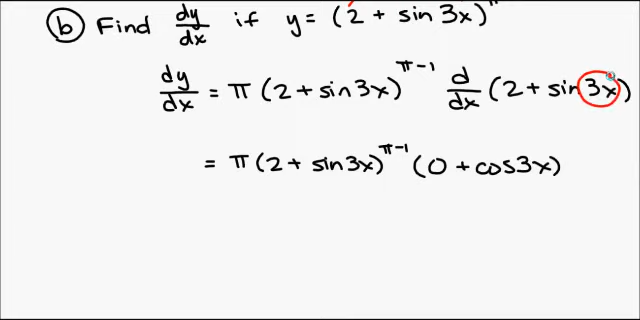 (b) Find dy/dx if y = (2 + sin 3x)^π
dy/dx = π (2 + sin 3x)^(π-1) d/dx (2 + sin 3x)
= π (2 + sin 3x)^(π-1) (0 + cos 3x)